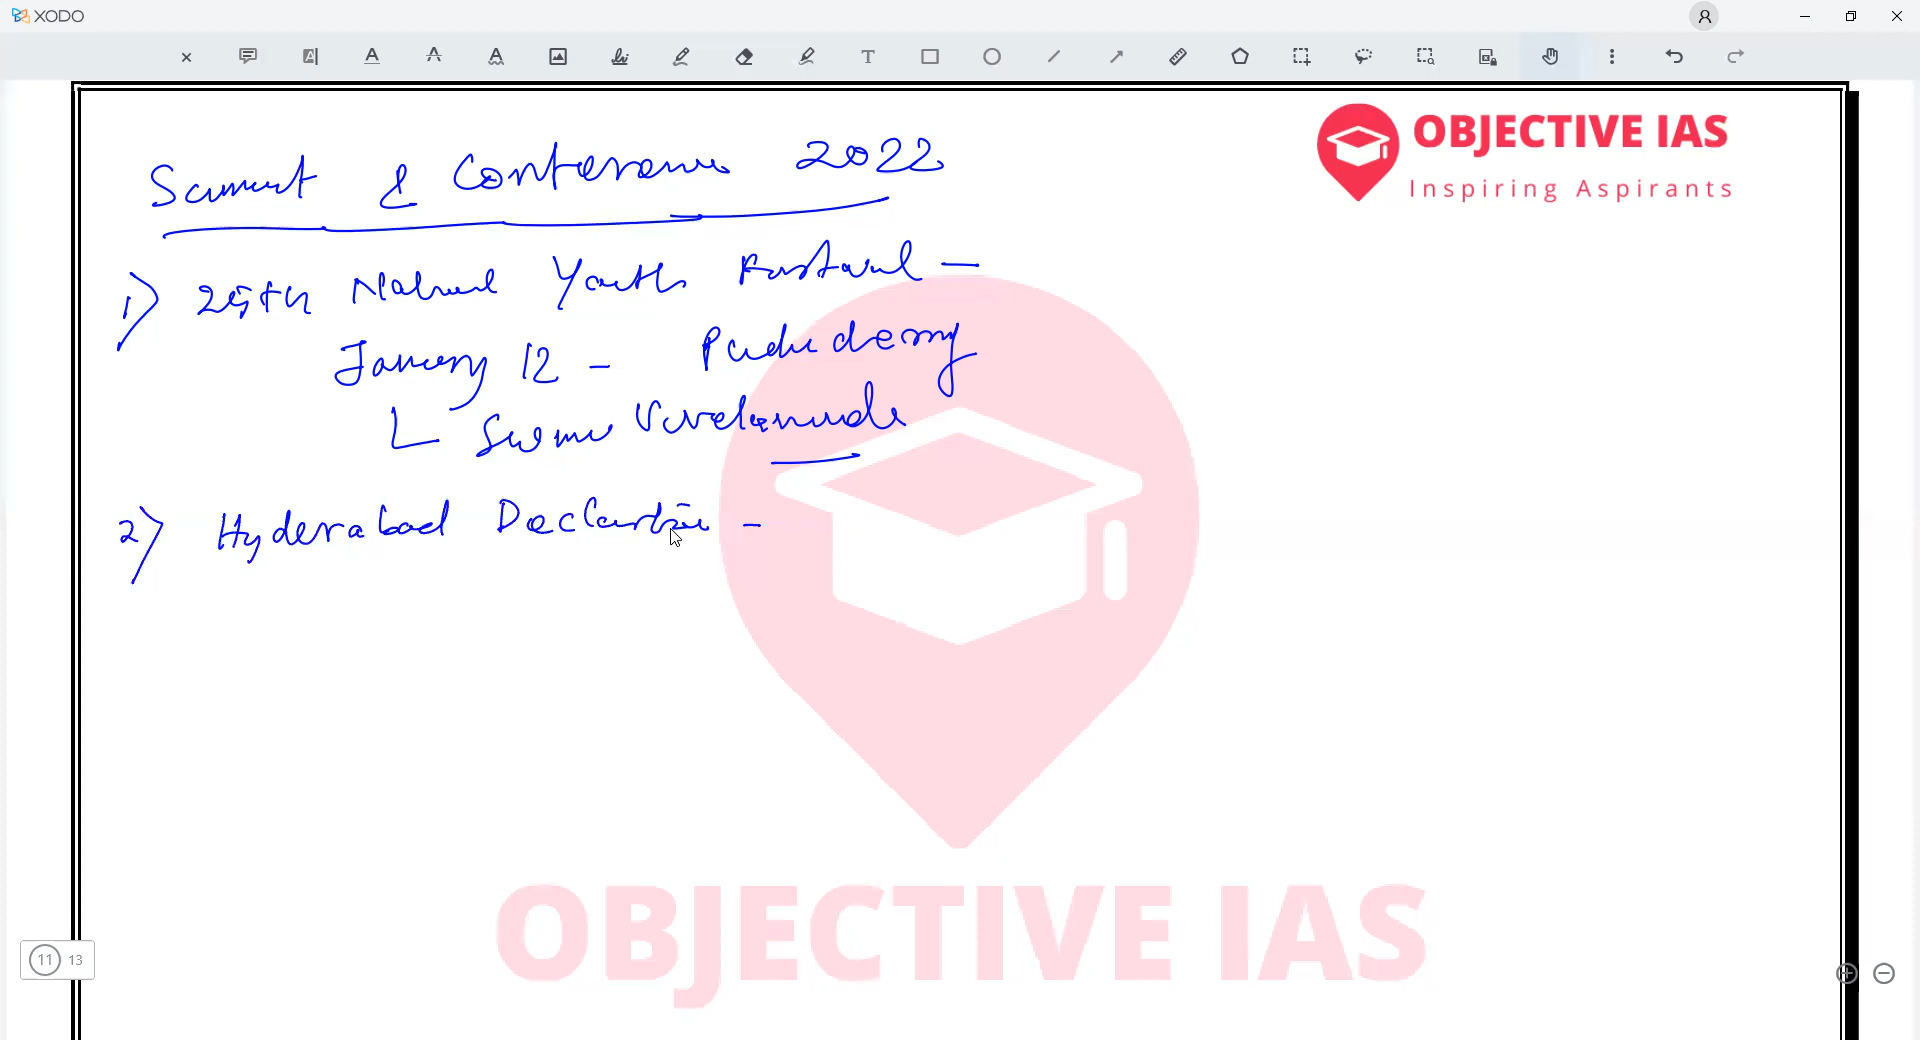 XODO
Summit & Conferences 2022
OBJECTIVE IAS
Inspiring Aspirants
1) 25th National Youth Festival -
January 12 - Puducherry
Swami Vivekananda
2) Hyderabad Declaration -
OBJECTIVE IAS
11 13